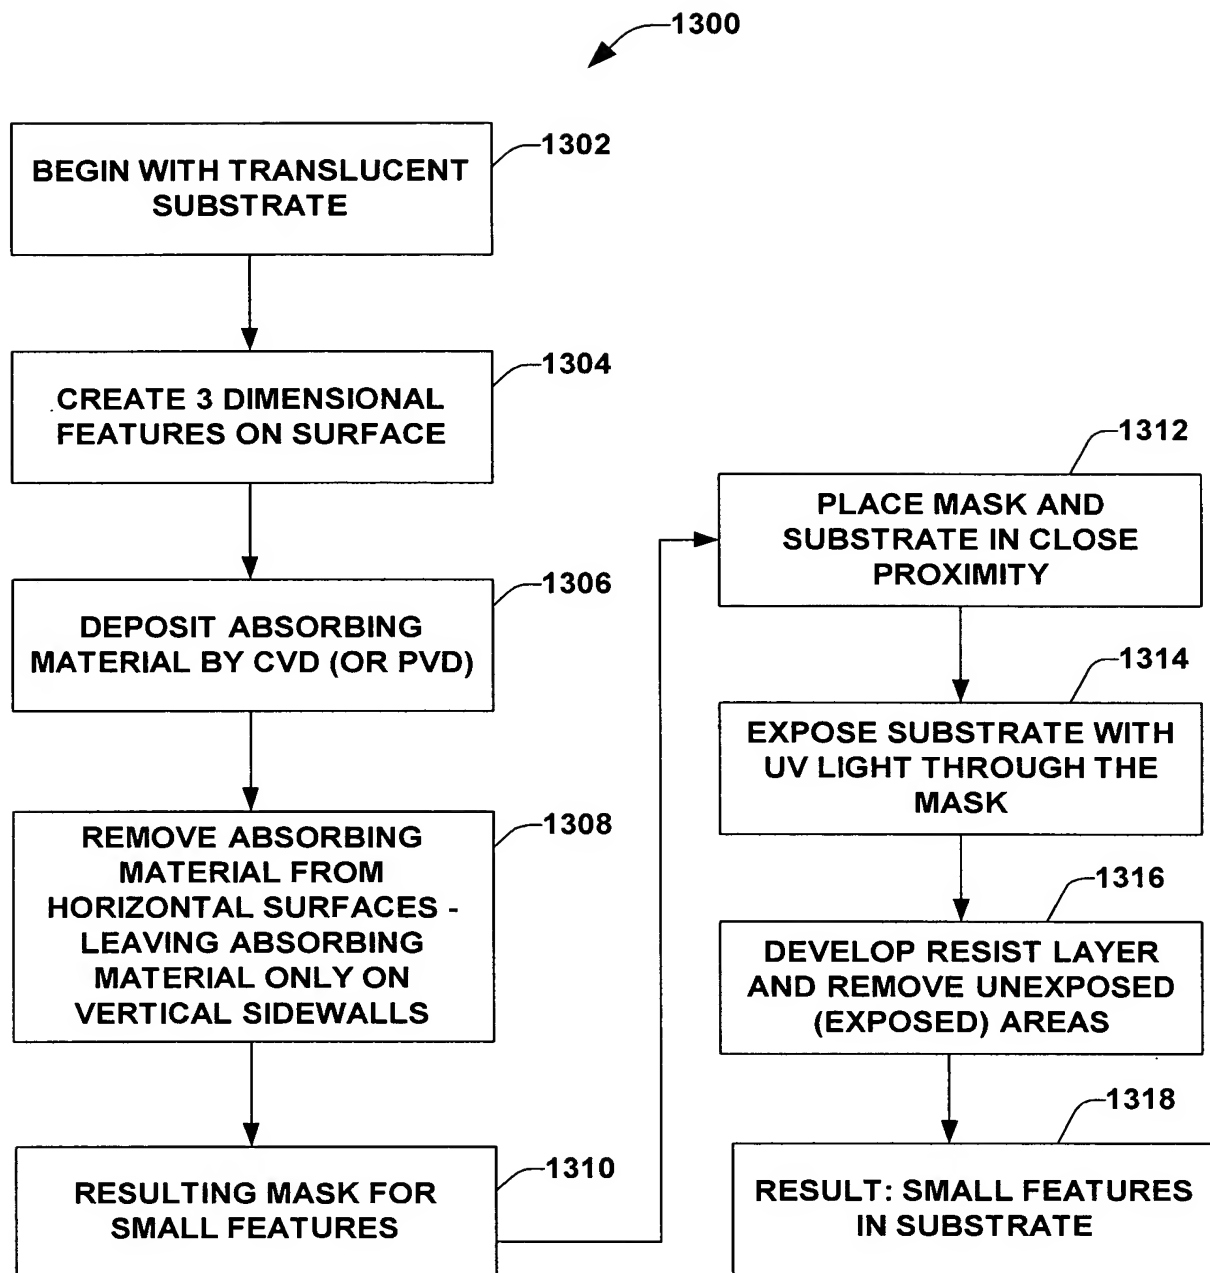 1300
1302
BEGIN WITH TRANSLUCENT
SUBSTRATE
1304
CREATE 3 DIMENSIONAL
FEATURES ON SURFACE
1306
DEPOSIT ABSORBING
MATERIAL BY CVD (OR PVD)
1308
REMOVE ABSORBING
MATERIAL FROM
HORIZONTAL SURFACES -
LEAVING ABSORBING
MATERIAL ONLY ON
VERTICAL SIDEWALLS
1310
RESULTING MASK FOR
SMALL FEATURES
1312
PLACE MASK AND
SUBSTRATE IN CLOSE
PROXIMITY
1314
EXPOSE SUBSTRATE WITH
UV LIGHT THROUGH THE
MASK
1316
DEVELOP RESIST LAYER
AND REMOVE UNEXPOSED
(EXPOSED) AREAS
1318
RESULT: SMALL FEATURES
IN SUBSTRATE